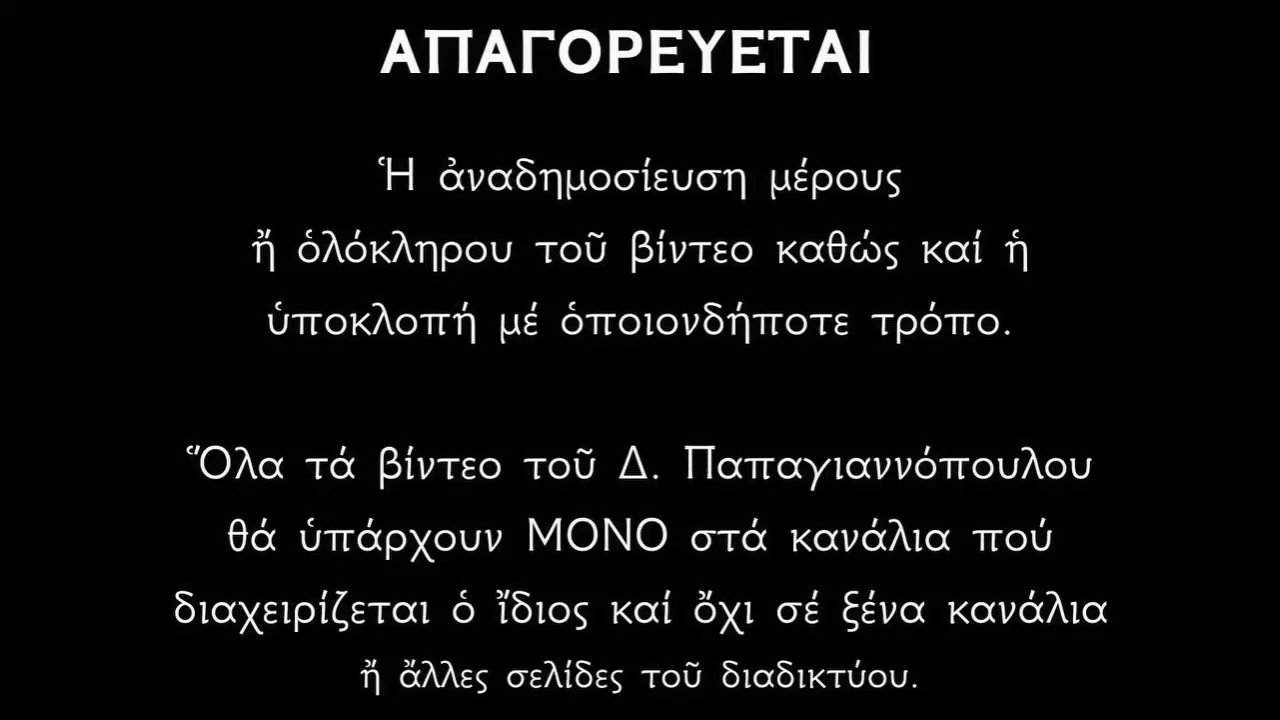 ΑΠΑΓΟΡΕΥΕΤΑΙ
Ἡ ἀναδημοσίευση μέρους
ἤ ὁλόκληρου τοῦ βίντεο καθώς καί ἡ
ὑποκλοπή μέ ὁποιονδήποτε τρόπο.
Ὅλα τά βίντεο τοῦ Δ. Παπαγιαννόπουλου
θά ὑπάρχουν ΜΟΝΟ στά κανάλια πού
διαχειρίζεται ὁ ἴδιος καί ὄχι σέ ξένα κανάλια
ἤ ἄλλες σελίδες τοῦ διαδικτύου.